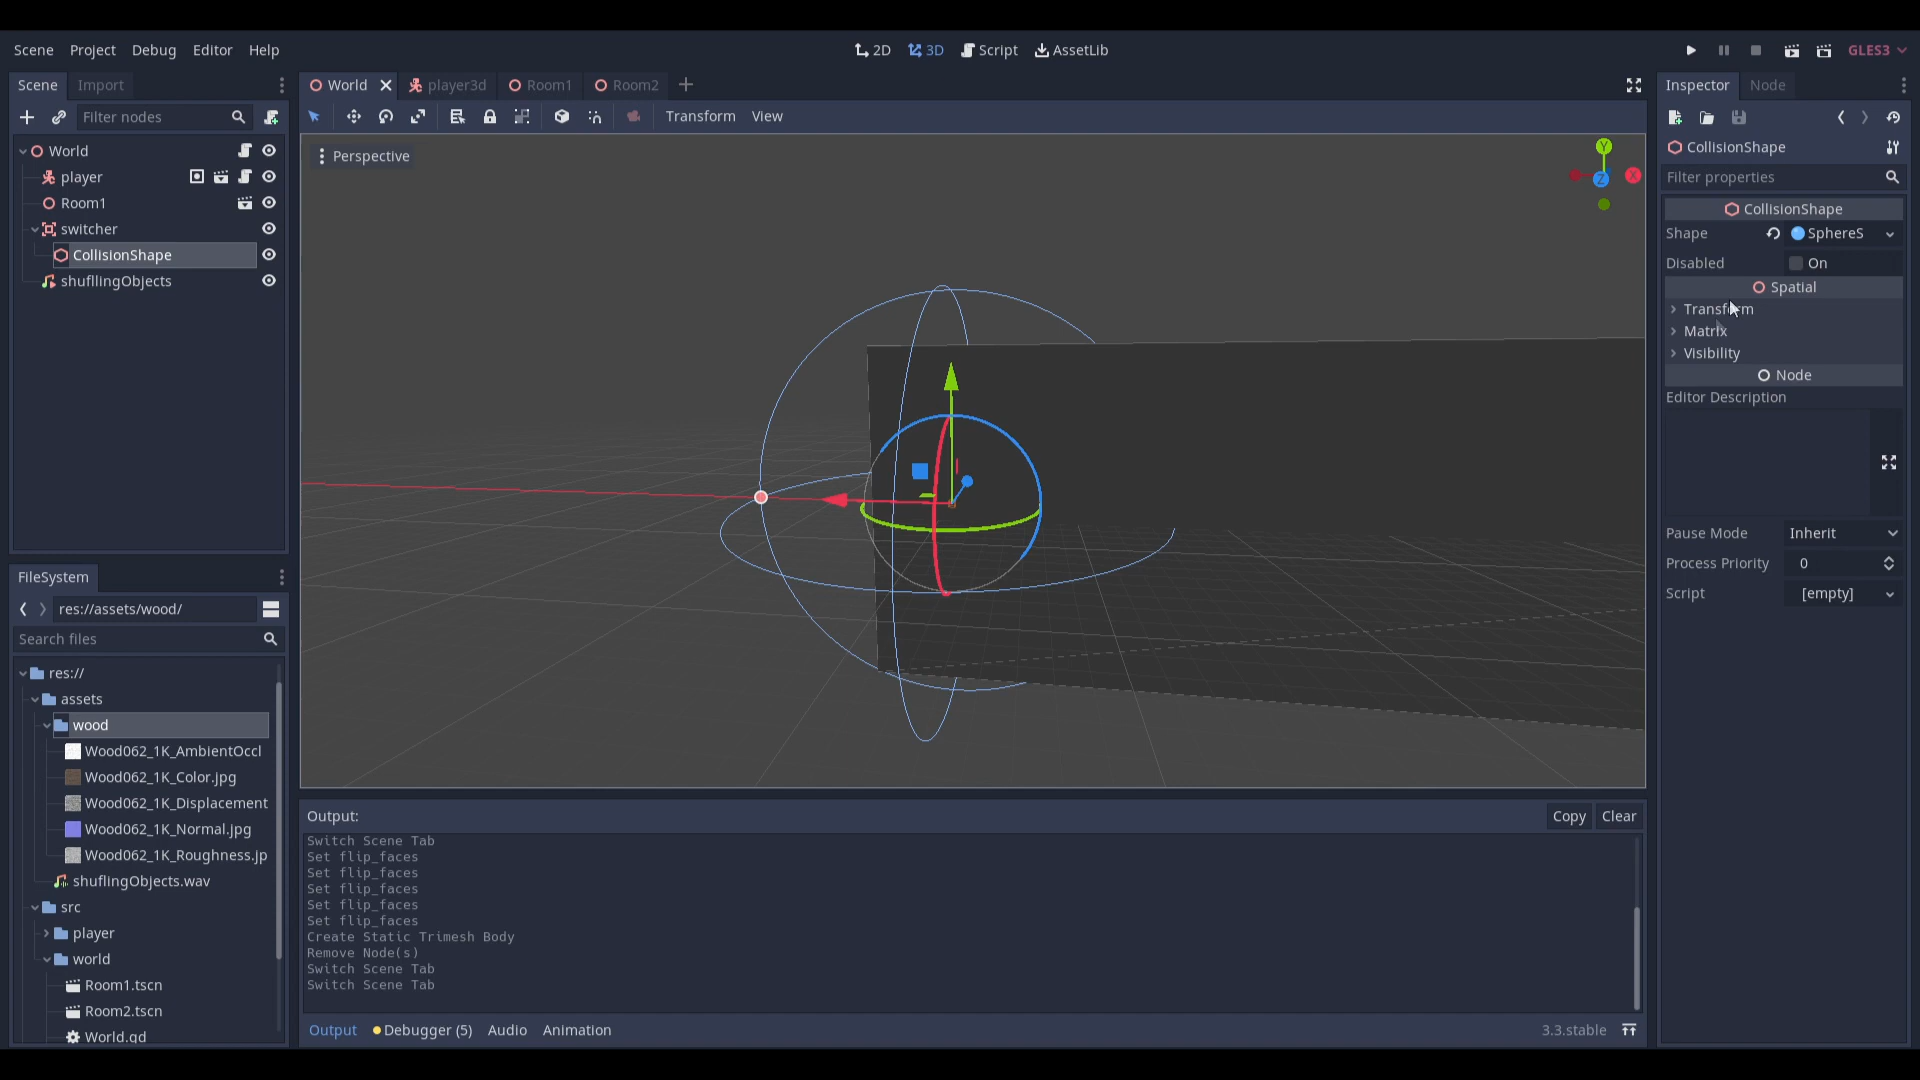 Scene Project Debug Editor Help
2D 3D Script AssetLib
GLES3
Scene Import
Filter nodes
World
player
Room1
switcher
CollisionShape
shufllingObjects
FileSystem
res://assets/wood/
Search files
res://
assets
wood
Wood062_1K_AmbientOccl
Wood062_1K_Color.jpg
Wood062_1K_Displacement
Wood062_1K_Normal.jpg
Wood062_1K_Roughness.jp
shuflingObjects.wav
src
player
world
Room1.tscn
Room2.tscn
World.gd
World player3d Room1 Room2
Transform View
Perspective
Y
X
Z
Output:
Copy Clear
Switch Scene Tab
Set flip_faces
Set flip_faces
Set flip_faces
Set flip_faces
Set flip_faces
Create Static Trimesh Body
Remove Node(s)
Switch Scene Tab
Switch Scene Tab
Output Debugger (5) Audio Animation
3.3.stable
Inspector Node
CollisionShape
Filter properties
CollisionShape
Shape SphereS
Disabled On
Spatial
Transform
Matrix
Visibility
Node
Editor Description
Pause Mode Inherit
Process Priority 0
Script [empty]